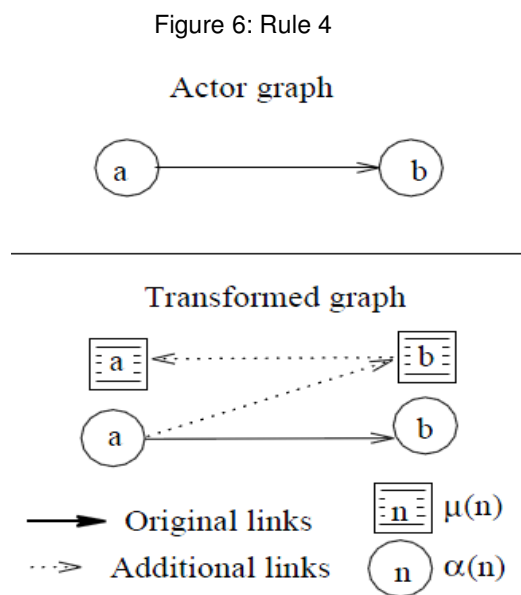 Figure 6: Rule 4
Actor graph
a b
Transformed graph
a b
a b
Original links n μ(n)
Additional links n α(n)